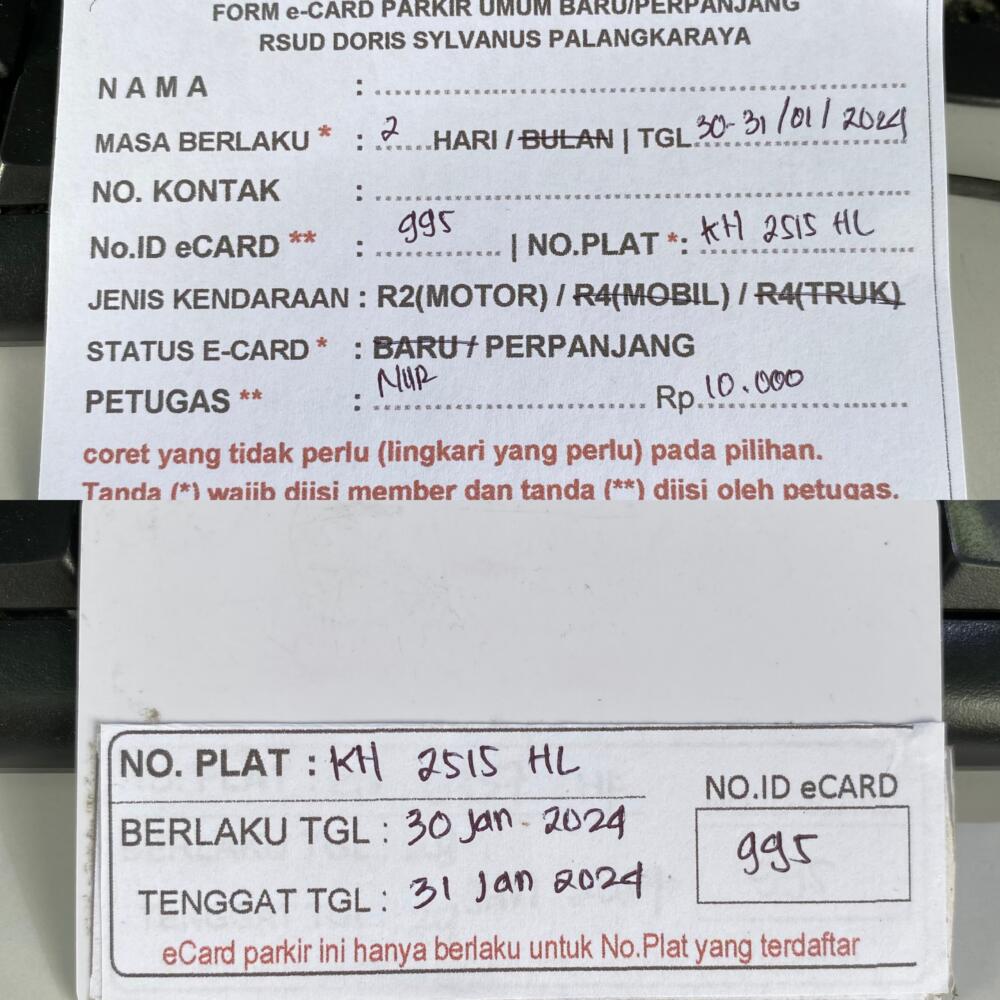 FORM e-CARD PARKIR UMUM BARU/PERPANJANG
RSUD DORIS SYLVANUS PALANGKARAYA
N A M A : ........................................
MASA BERLAKU * : 2 HARI / BULAN | TGL 30-31/01/2024
NO. KONTAK : ........................................
No.ID eCARD ** : 995 | NO.PLAT *: KH 2515 HL
JENIS KENDARAAN : R2(MOTOR) / R4(MOBIL) / R4(TRUK)
STATUS E-CARD * : BARU / PERPANJANG
PETUGAS ** : NUR Rp 10.000
coret yang tidak perlu (lingkari yang perlu) pada pilihan.
Tanda (*) wajib diisi member dan tanda (**) diisi oleh petugas.
NO. PLAT : KH 2515 HL
NO.ID eCARD
BERLAKU TGL : 30 Jan - 2024
995
TENGGAT TGL : 31 Jan 2024
eCard parkir ini hanya berlaku untuk No.Plat yang terdaftar